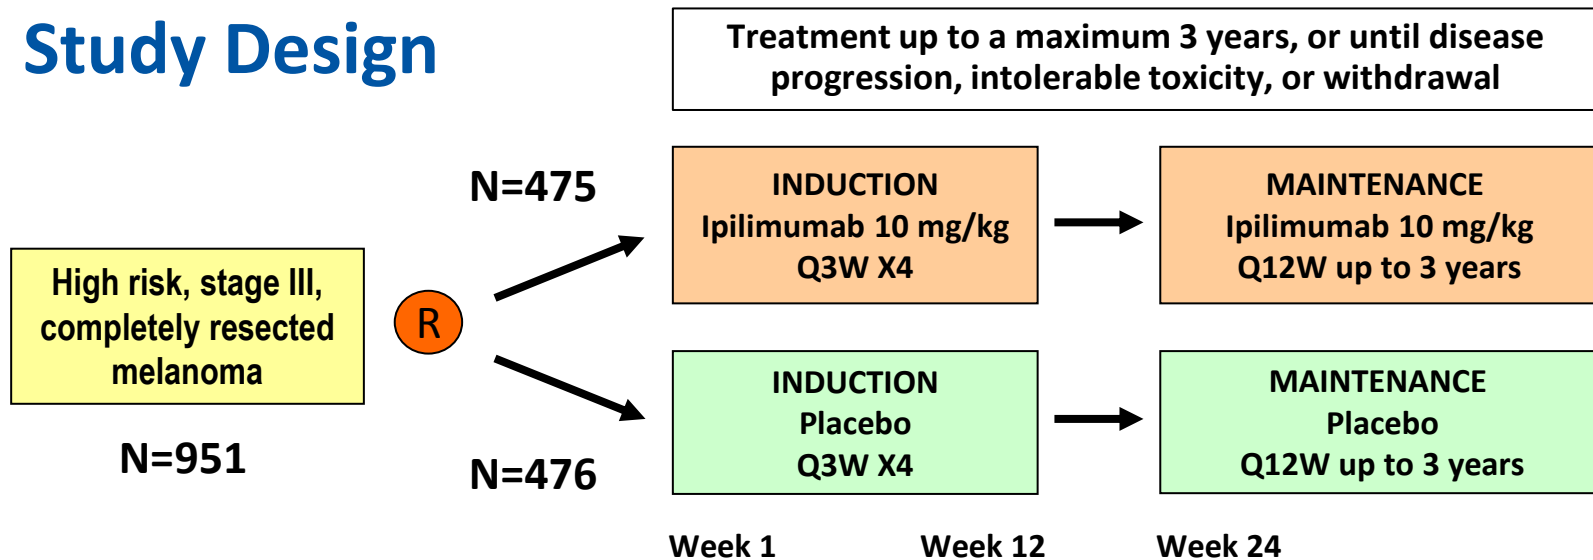 Study Design
Treatment up to a maximum 3 years, or until disease
progression, intolerable toxicity, or withdrawal
N=475
INDUCTION
Ipilimumab 10 mg/kg
Q3W X4
MAINTENANCE
Ipilimumab 10 mg/kg
Q12W up to 3 years
High risk, stage III,
completely resected
melanoma
R
N=951
N=476
INDUCTION
Placebo
Q3W X4
MAINTENANCE
Placebo
Q12W up to 3 years
Week 1
Week 12
Week 24